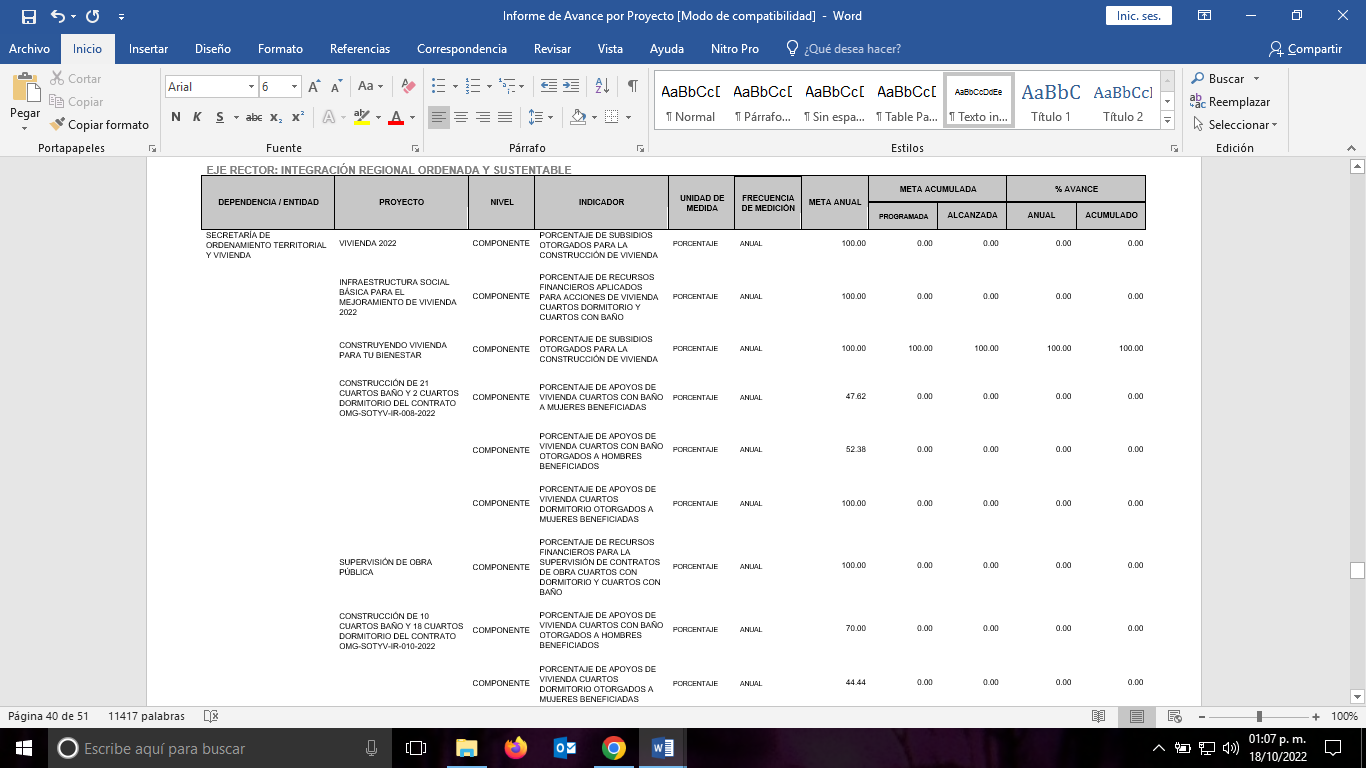 Informe de Avance por Proyecto [Modo de compatibilidad] - Word
Inic. ses.
Archivo Inicio Insertar Diseño Formato Referencias Correspondencia Revisar Vista Ayuda Nitro Pro ¿Qué desea hacer? Compartir
Pegar
Cortar
Copiar
Copiar formato
Portapapeles
Arial 6
N K S abc x₂ x²
Fuente
Párrafo
AaBbCcI AaBbCcD AaBbCcD AaBbCcD AaBbCcDdEe AaBbC AaBbCcI
¶ Normal ¶ Párrafo... ¶ Sin espa... ¶ Table Pa... ¶ Texto in... Título 1 Título 2
Estilos
Buscar
Reemplazar
Seleccionar
Edición
EJE RECTOR: INTEGRACIÓN REGIONAL ORDENADA Y SUSTENTABLE
DEPENDENCIA / ENTIDAD
PROYECTO
NIVEL
INDICADOR
UNIDAD DE
MEDIDA
FRECUENCIA
DE MEDICIÓN
META ANUAL
META ACUMULADA
PROGRAMADA
ALCANZADA
% AVANCE
ANUAL
ACUMULADO
SECRETARÍA DE
ORDENAMIENTO TERRITORIAL
Y VIVIENDA
VIVIENDA 2022
COMPONENTE
PORCENTAJE DE SUBSIDIOS
OTORGADOS PARA LA
CONSTRUCCIÓN DE VIVIENDA
PORCENTAJE ANUAL 100.00 0.00 0.00 0.00 0.00
INFRAESTRUCTURA SOCIAL
BÁSICA PARA EL
MEJORAMIENTO DE VIVIENDA
2022
COMPONENTE
PORCENTAJE DE RECURSOS
FINANCIEROS APLICADOS
PARA ACCIONES DE VIVIENDA
CUARTOS DORMITORIO Y
CUARTOS CON BAÑO
PORCENTAJE ANUAL 100.00 0.00 0.00 0.00 0.00
CONSTRUYENDO VIVIENDA
PARA TU BIENESTAR
COMPONENTE
PORCENTAJE DE SUBSIDIOS
OTORGADOS PARA LA
CONSTRUCCIÓN DE VIVIENDA
PORCENTAJE ANUAL 100.00 100.00 100.00 100.00 100.00
CONSTRUCCIÓN DE 21
CUARTOS BAÑO Y 2 CUARTOS
DORMITORIO DEL CONTRATO
OMG-SOTYV-IR-008-2022
COMPONENTE
PORCENTAJE DE APOYOS DE
VIVIENDA CUARTOS CON BAÑO
A MUJERES BENEFICIADAS
PORCENTAJE ANUAL 47.62 0.00 0.00 0.00 0.00
COMPONENTE
PORCENTAJE DE APOYOS DE
VIVIENDA CUARTOS CON BAÑO
OTORGADOS A HOMBRES
BENEFICIADOS
PORCENTAJE ANUAL 52.38 0.00 0.00 0.00 0.00
COMPONENTE
PORCENTAJE DE APOYOS DE
VIVIENDA CUARTOS
DORMITORIO OTORGADOS A
MUJERES BENEFICIADAS
PORCENTAJE ANUAL 100.00 0.00 0.00 0.00 0.00
SUPERVISIÓN DE OBRA
PÚBLICA
COMPONENTE
PORCENTAJE DE RECURSOS
FINANCIEROS PARA LA
SUPERVISIÓN DE CONTRATOS
DE OBRA CUARTOS CON
DORMITORIO Y CUARTOS CON
BAÑO
PORCENTAJE ANUAL 100.00 0.00 0.00 0.00 0.00
CONSTRUCCIÓN DE 10
CUARTOS BAÑO Y 18 CUARTOS
DORMITORIO DEL CONTRATO
OMG-SOTYV-IR-010-2022
COMPONENTE
PORCENTAJE DE APOYOS DE
VIVIENDA CUARTOS CON BAÑO
OTORGADOS A HOMBRES
BENEFICIADOS
PORCENTAJE ANUAL 70.00 0.00 0.00 0.00 0.00
COMPONENTE
PORCENTAJE DE APOYOS DE
VIVIENDA CUARTOS
DORMITORIO OTORGADOS A
MUJERES BENEFICIADAS
PORCENTAJE ANUAL 44.44 0.00 0.00 0.00 0.00
Página 40 de 51 11417 palabras
100%
Escribe aquí para buscar
01:07 p. m.
18/10/2022